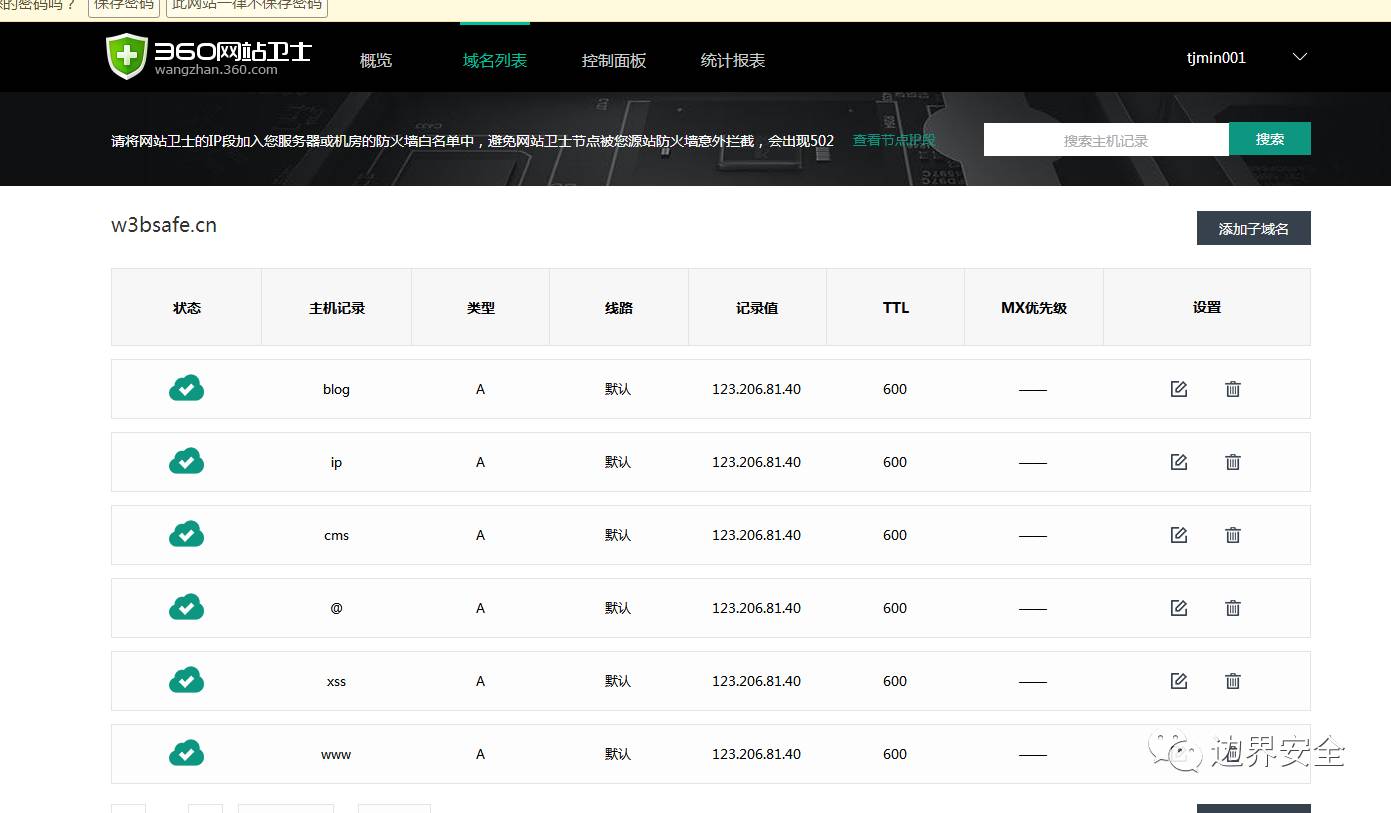 的密码吗？ 保存密码 此网站一律不保存密码
360网站卫士
wangzhan.360.com
概览 域名列表 控制面板 统计报表
tjmin001
请将网站卫士的IP段加入您服务器或机房的防火墙白名单中，避免网站卫士节点被您源站防火墙意外拦截，会出现502 查看节点IP段
搜索主机记录 搜索
w3bsafe.cn
添加子域名
状态 主机记录 类型 线路 记录值 TTL MX优先级 设置
blog A 默认 123.206.81.40 600 ——
ip A 默认 123.206.81.40 600 ——
cms A 默认 123.206.81.40 600 ——
@ A 默认 123.206.81.40 600 ——
xss A 默认 123.206.81.40 600 ——
www A 默认 123.206.81.40 600 ——
边界安全